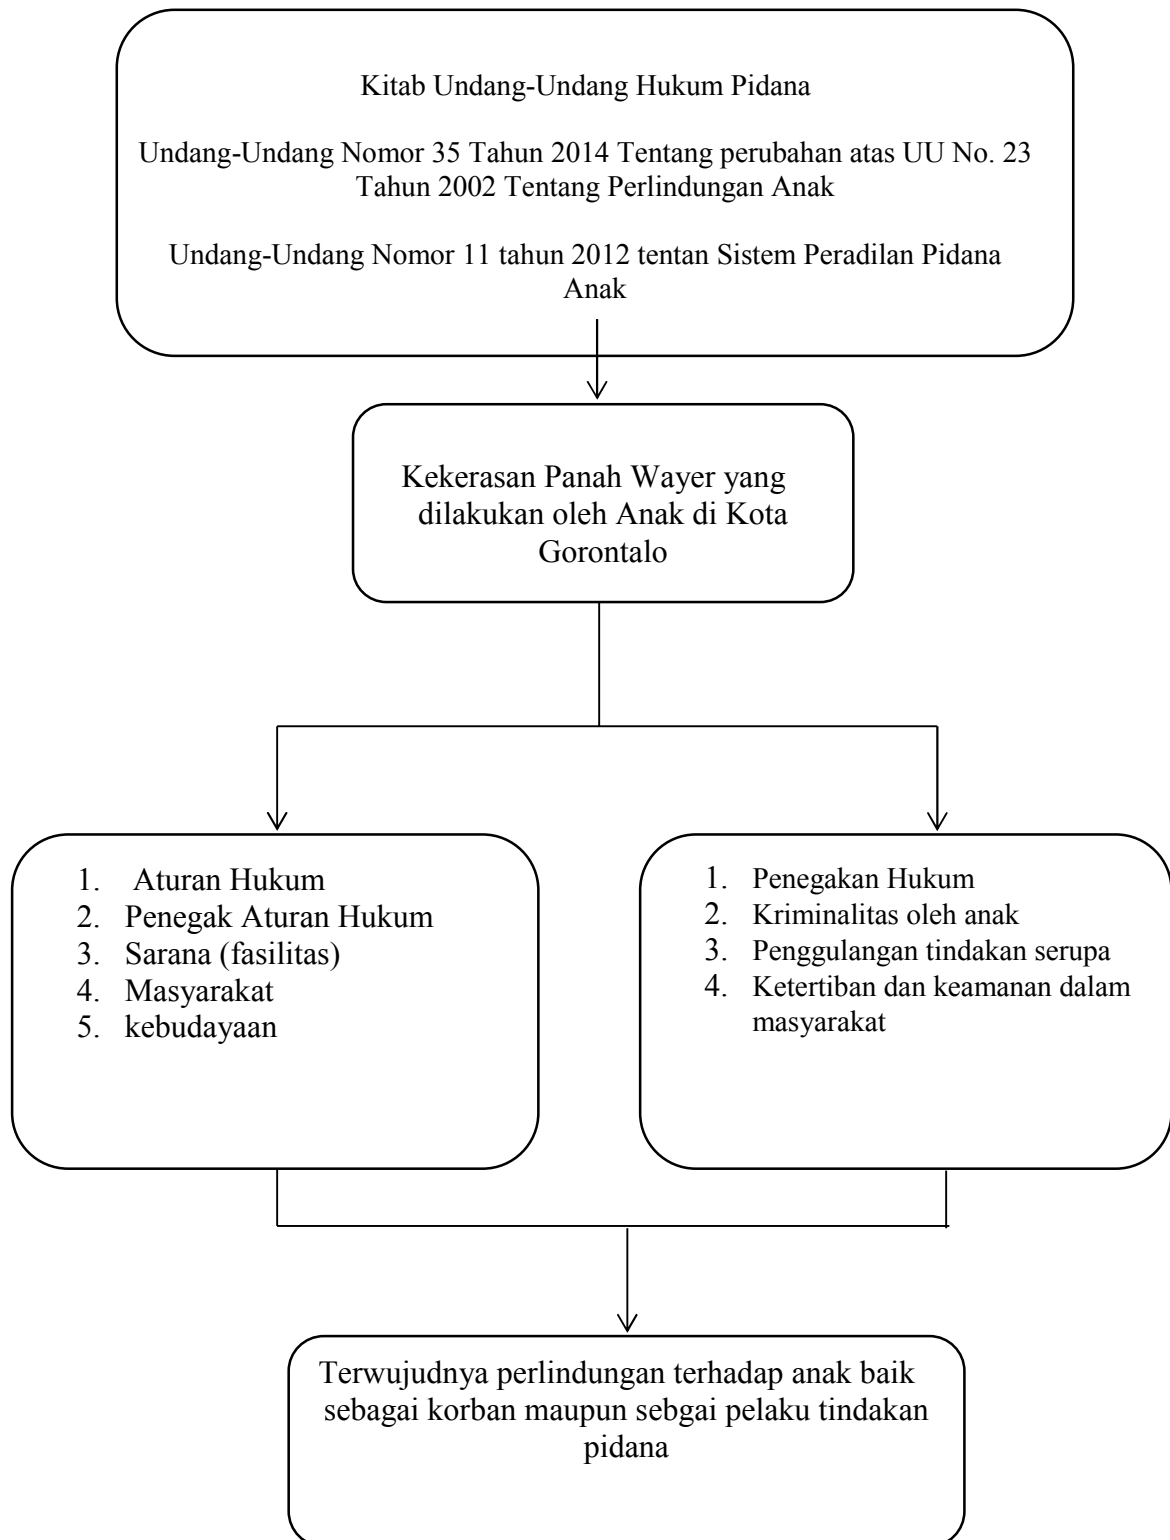 Kitab Undang-Undang Hukum Pidana
Undang-Undang Nomor 35 Tahun 2014 Tentang perubahan atas UU No. 23
Tahun 2002 Tentang Perlindungan Anak
Undang-Undang Nomor 11 tahun 2012 tentan Sistem Peradilan Pidana
Anak
Kekerasan Panah Wayer yang
dilakukan oleh Anak di Kota
Gorontalo
1. Aturan Hukum
2. Penegak Aturan Hukum
3. Sarana (fasilitas)
4. Masyarakat
5. kebudayaan
1. Penegakan Hukum
2. Kriminalitas oleh anak
3. Penggulangan tindakan serupa
4. Ketertiban dan keamanan dalam
masyarakat
Terwujudnya perlindungan terhadap anak baik
sebagai korban maupun sebgai pelaku tindakan
pidana